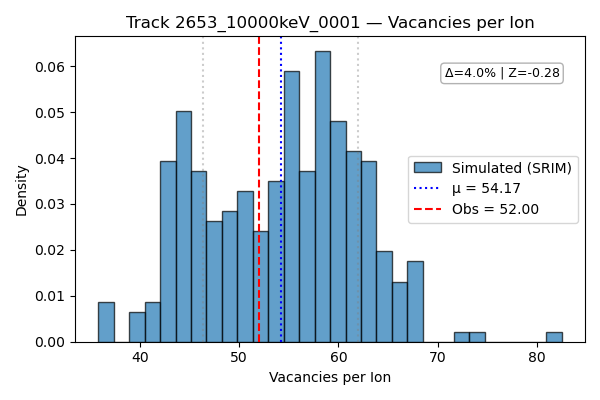 Track 2653_10000keV_0001 — Vacancies per Ion
Density
0.06
0.05
0.04
0.03
0.02
0.01
0.00
Δ=4.0% | Z=-0.28
Simulated (SRIM)
μ = 54.17
Obs = 52.00
40 50 60 70 80
Vacancies per Ion